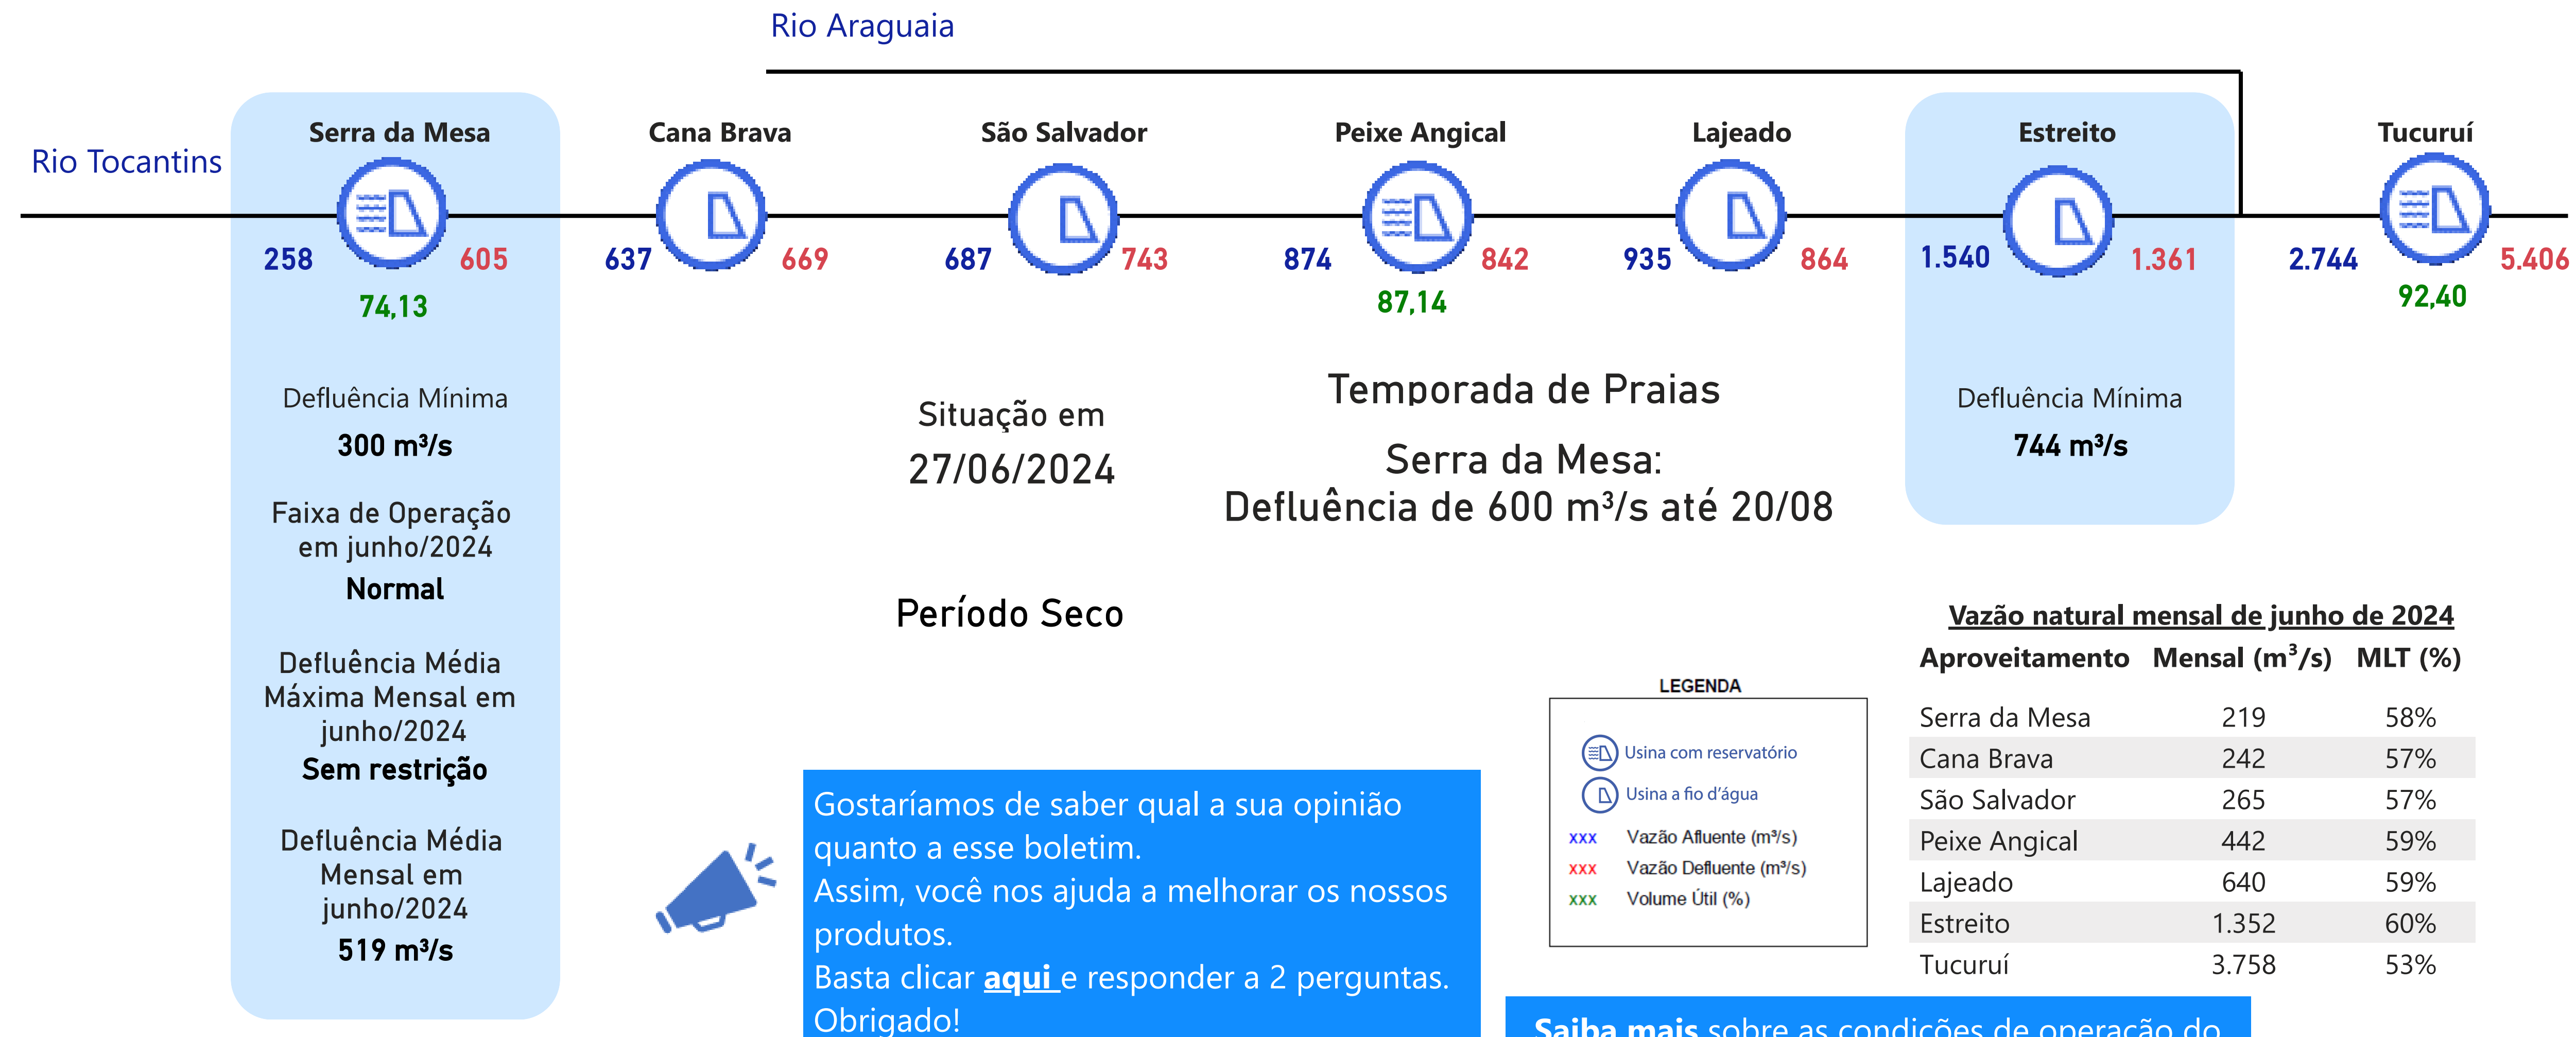 Rio Araguaia
Rio Tocantins
Serra da Mesa
Cana Brava
São Salvador
Peixe Angical
Lajeado
Estreito
Tucuruí
258
605
637
669
687
743
874
842
935
864
1.540
1.361
2.744
5.406
74,13
87,14
92,40
Defluência Mínima
300 m³/s
Faixa de Operação
em junho/2024
Normal
Defluência Média
Máxima Mensal em
junho/2024
Sem restrição
Defluência Média
Mensal em
junho/2024
519 m³/s
Situação em
27/06/2024
Período Seco
Temporada de Praias
Serra da Mesa:
Defluência de 600 m³/s até 20/08
Defluência Mínima
744 m³/s
Gostaríamos de saber qual a sua opinião
quanto a esse boletim.
Assim, você nos ajuda a melhorar os nossos
produtos.
Basta clicar aqui e responder a 2 perguntas.
Obrigado!
LEGENDA
Usina com reservatório
Usina a fio d'água
xxx Vazão Afluente (m³/s)
xxx Vazão Defluente (m³/s)
xxx Volume Útil (%)
Vazão natural mensal de junho de 2024
Aproveitamento Mensal (m³/s) MLT (%)
Serra da Mesa 219 58%
Cana Brava 242 57%
São Salvador 265 57%
Peixe Angical 442 59%
Lajeado 640 59%
Estreito 1.352 60%
Tucuruí 3.758 53%
Saiba mais sobre as condições de operação do